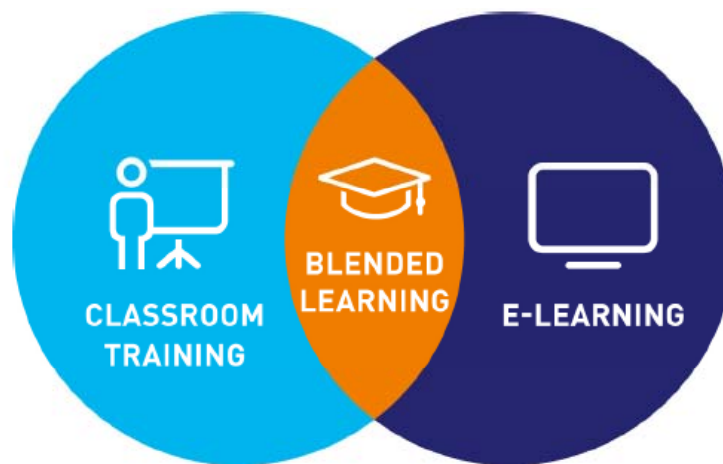 CLASSROOM
TRAINING
BLENDED
LEARNING
E-LEARNING